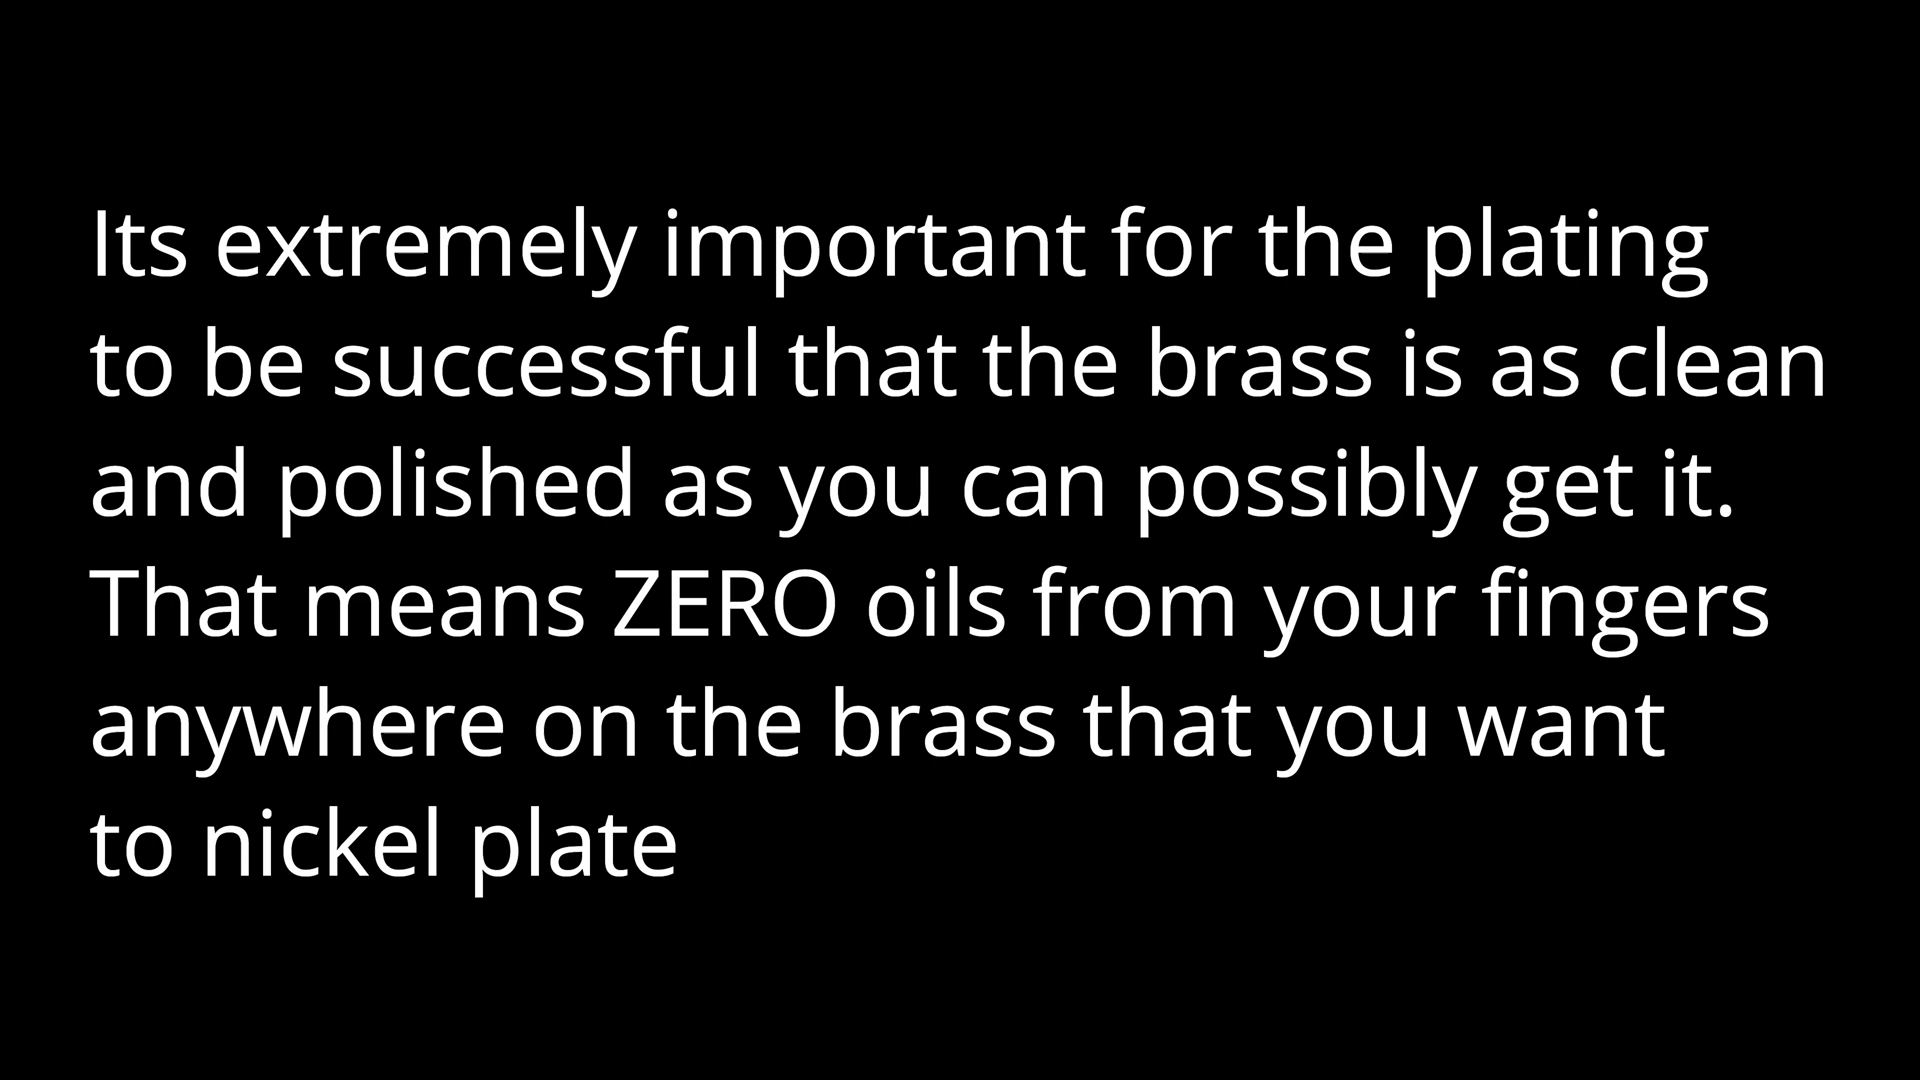 Its extremely important for the plating
to be successful that the brass is as clean
and polished as you can possibly get it.
That means ZERO oils from your fingers
anywhere on the brass that you want
to nickel plate